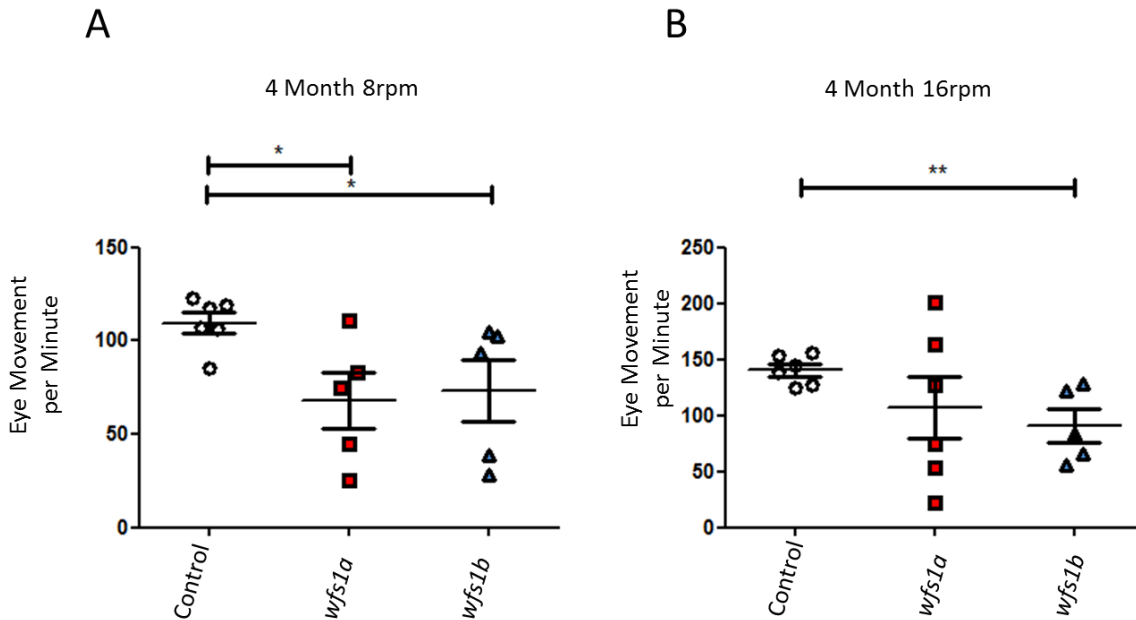 A
4 Month 8rpm
*
*
Eye Movement
per Minute
150
100
50
0
Control
wfs1a
wfs1b
B
4 Month 16rpm
**
Eye Movement
per Minute
250
200
150
100
50
0
Control
wfs1a
wfs1b